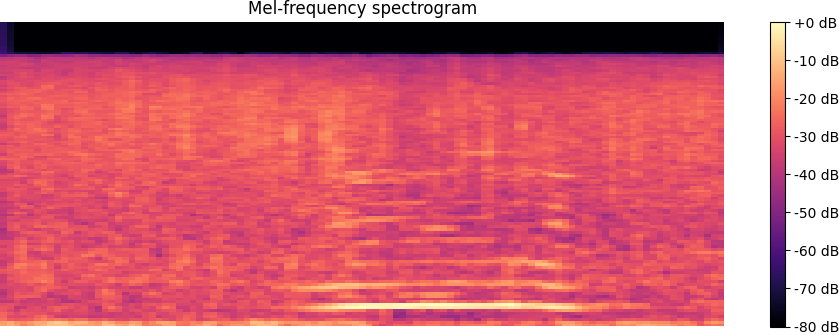 Mel-frequency spectrogram
+0 dB
-10 dB
-20 dB
-30 dB
-40 dB
-50 dB
-60 dB
-70 dB
-80 dB